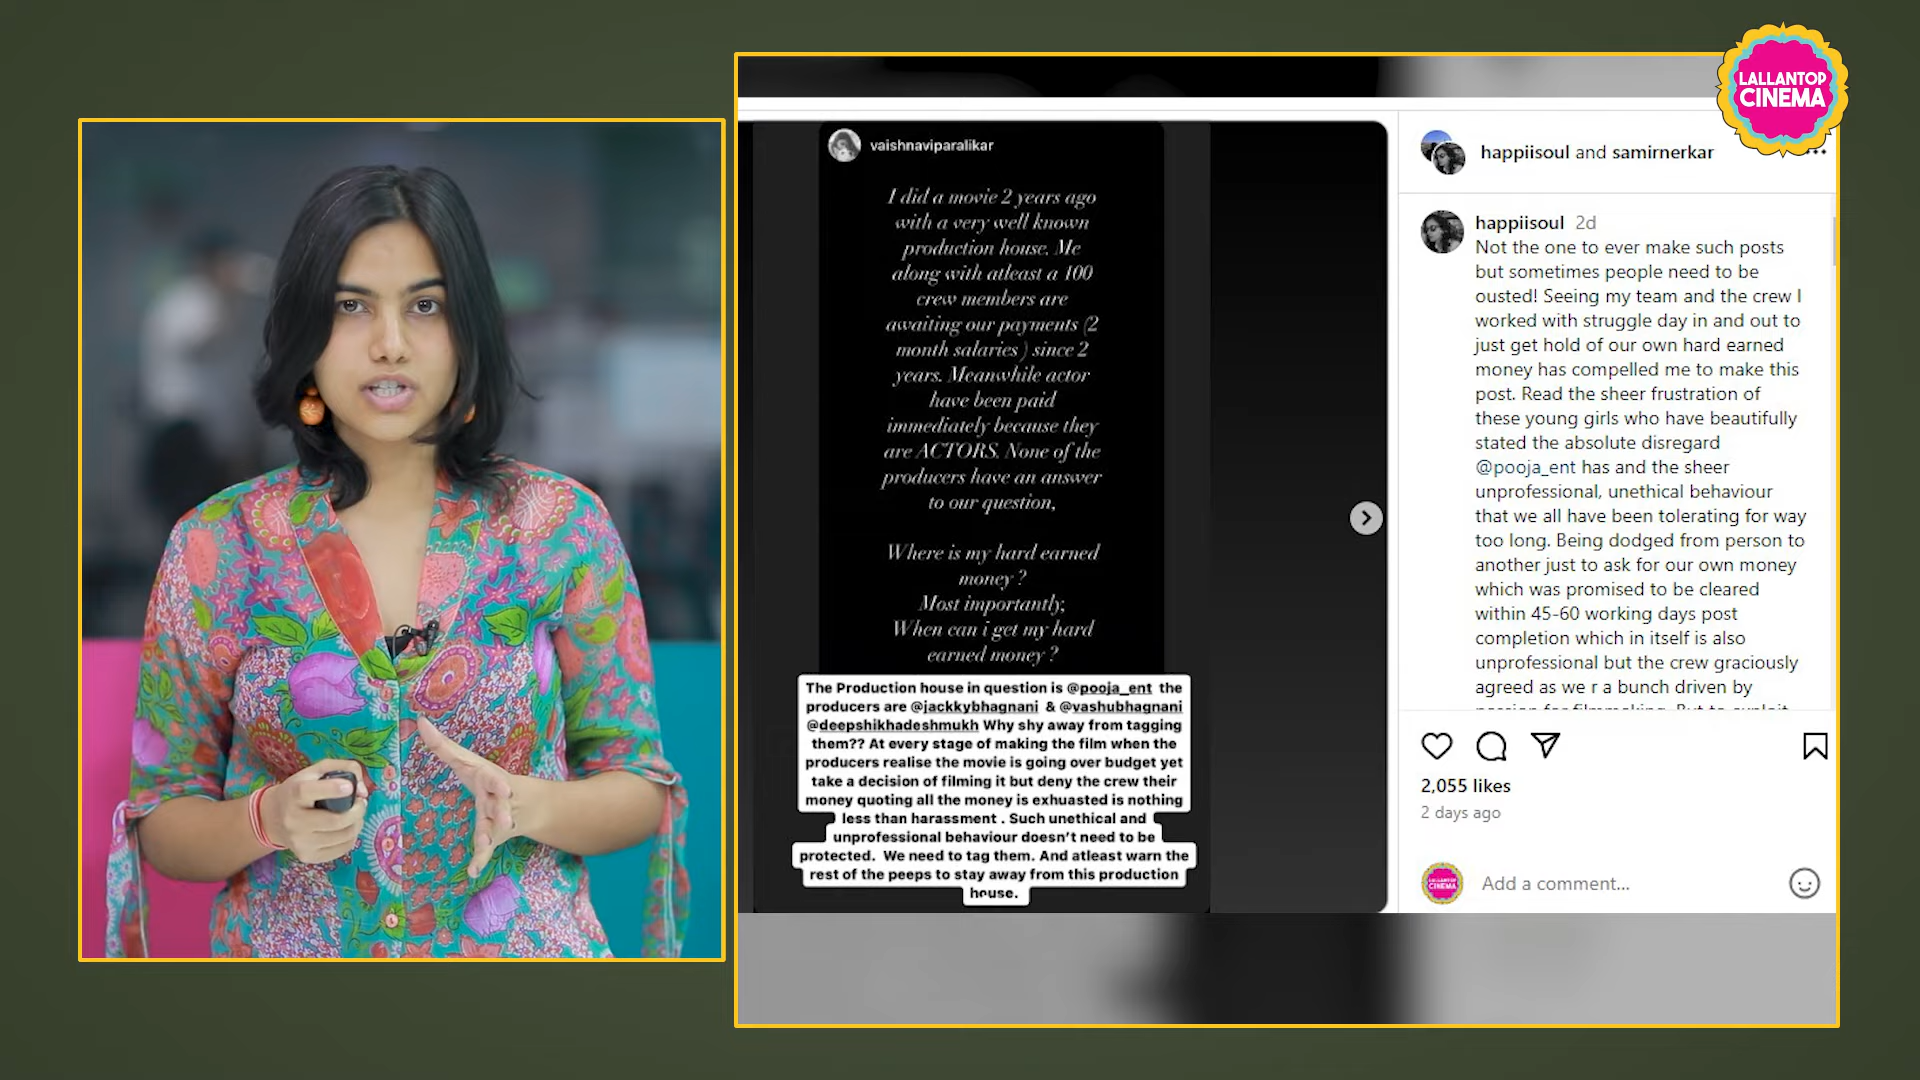 LALLANTOP
CINEMA
vaishnaviparalikar
I did a movie 2 years ago
with a very well known
production house. Me
along with atleast a 100
crew members are
awaiting our payments (2
month salaries ) since 2
years. Meanwhile actor
have been paid
immediately because they
are ACTORS. None of the
producers have an answer
to our question,
Where is my hard earned
money ?
Most importantly,
When can i get my hard
earned money ?
The Production house in question is @pooja_ent the
producers are @jackkybhagnani & @vashubhagnani
@deepshikhadeshmukh Why shy away from tagging
them?? At every stage of making the film when the
producers realise the movie is going over budget yet
take a decision of filming it but deny the crew their
money quoting all the money is exhuasted is nothing
less than harassment . Such unethical and
unprofessional behaviour doesn't need to be
protected. We need to tag them. And atleast warn the
rest of the peeps to stay away from this production
house.
happiisoul and samirnerkar
happiisoul 2d
Not the one to ever make such posts
but sometimes people need to be
ousted! Seeing my team and the crew I
worked with struggle day in and out to
just get hold of our own hard earned
money has compelled me to make this
post. Read the sheer frustration of
these young girls who have beautifully
stated the absolute disregard
@pooja_ent has and the sheer
unprofessional, unethical behaviour
that we all have been tolerating for way
too long. Being dodged from person to
another just to ask for our own money
which was promised to be cleared
within 45-60 working days post
completion which in itself is also
unprofessional but the crew graciously
agreed as we r a bunch driven by
passion for filmmaking. But to exploit
2,055 likes
2 days ago
LALLANTOP
CINEMA
Add a comment...